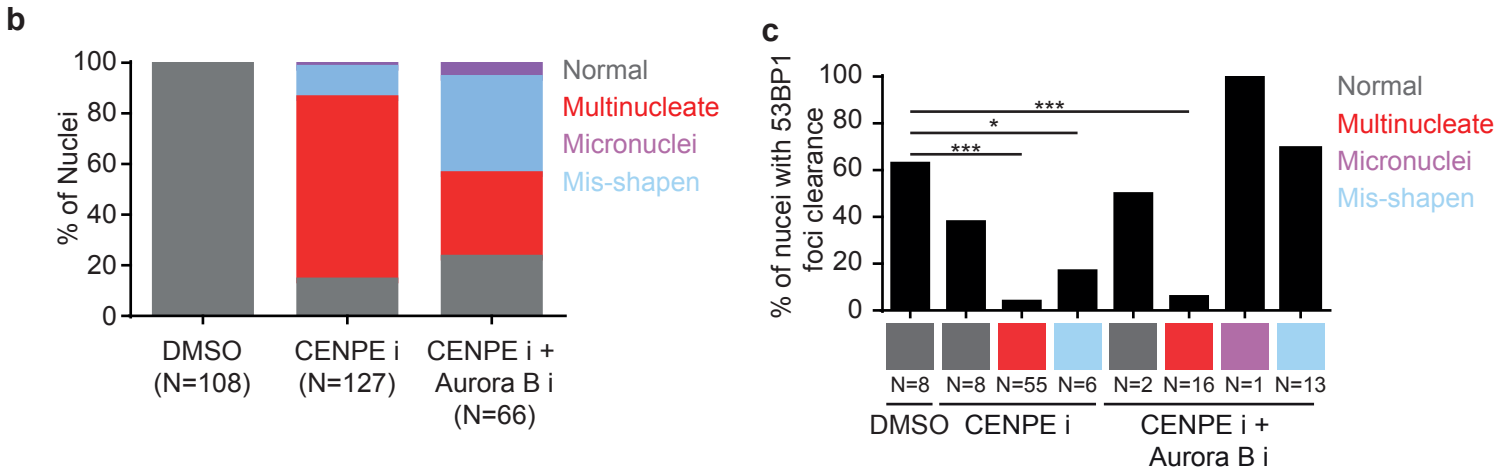 b
% of Nuclei
100
80
60
40
20
0
DMSO
(N=108)
CENPE i
(N=127)
CENPE i +
Aurora B i
(N=66)
Normal
Multinucleate
Micronuclei
Mis-shapen
c
% of nucei with 53BP1
foci clearance
100
80
60
40
20
0
***
*
***
Normal
Multinucleate
Micronuclei
Mis-shapen
N=8 N=8 N=55 N=6 N=2 N=16 N=1 N=13
DMSO CENPE i CENPE i +
Aurora B i